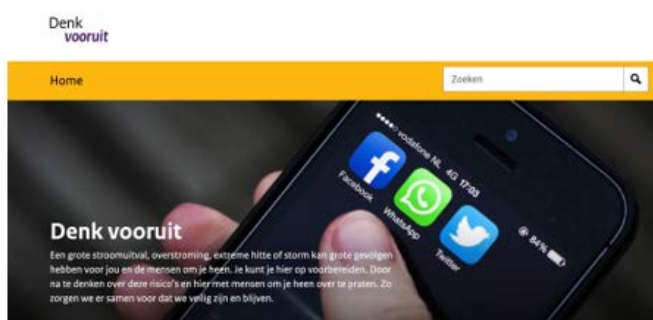 Denk
vooruit
Home
Zoeken
vodafone NL 4G 17:03
84%
Facebook
WhatsApp
Twitter
Denk vooruit
Een grote stroomuitval, overstroming, extreme hitte of storm kan grote gevolgen
hebben voor jou en de mensen om je heen. Je kunt je hier op voorbereiden. Door
na te denken over deze risico's en hier met mensen om je heen over te praten. Zo
zorgen we er samen voor dat we veilig zijn en blijven.